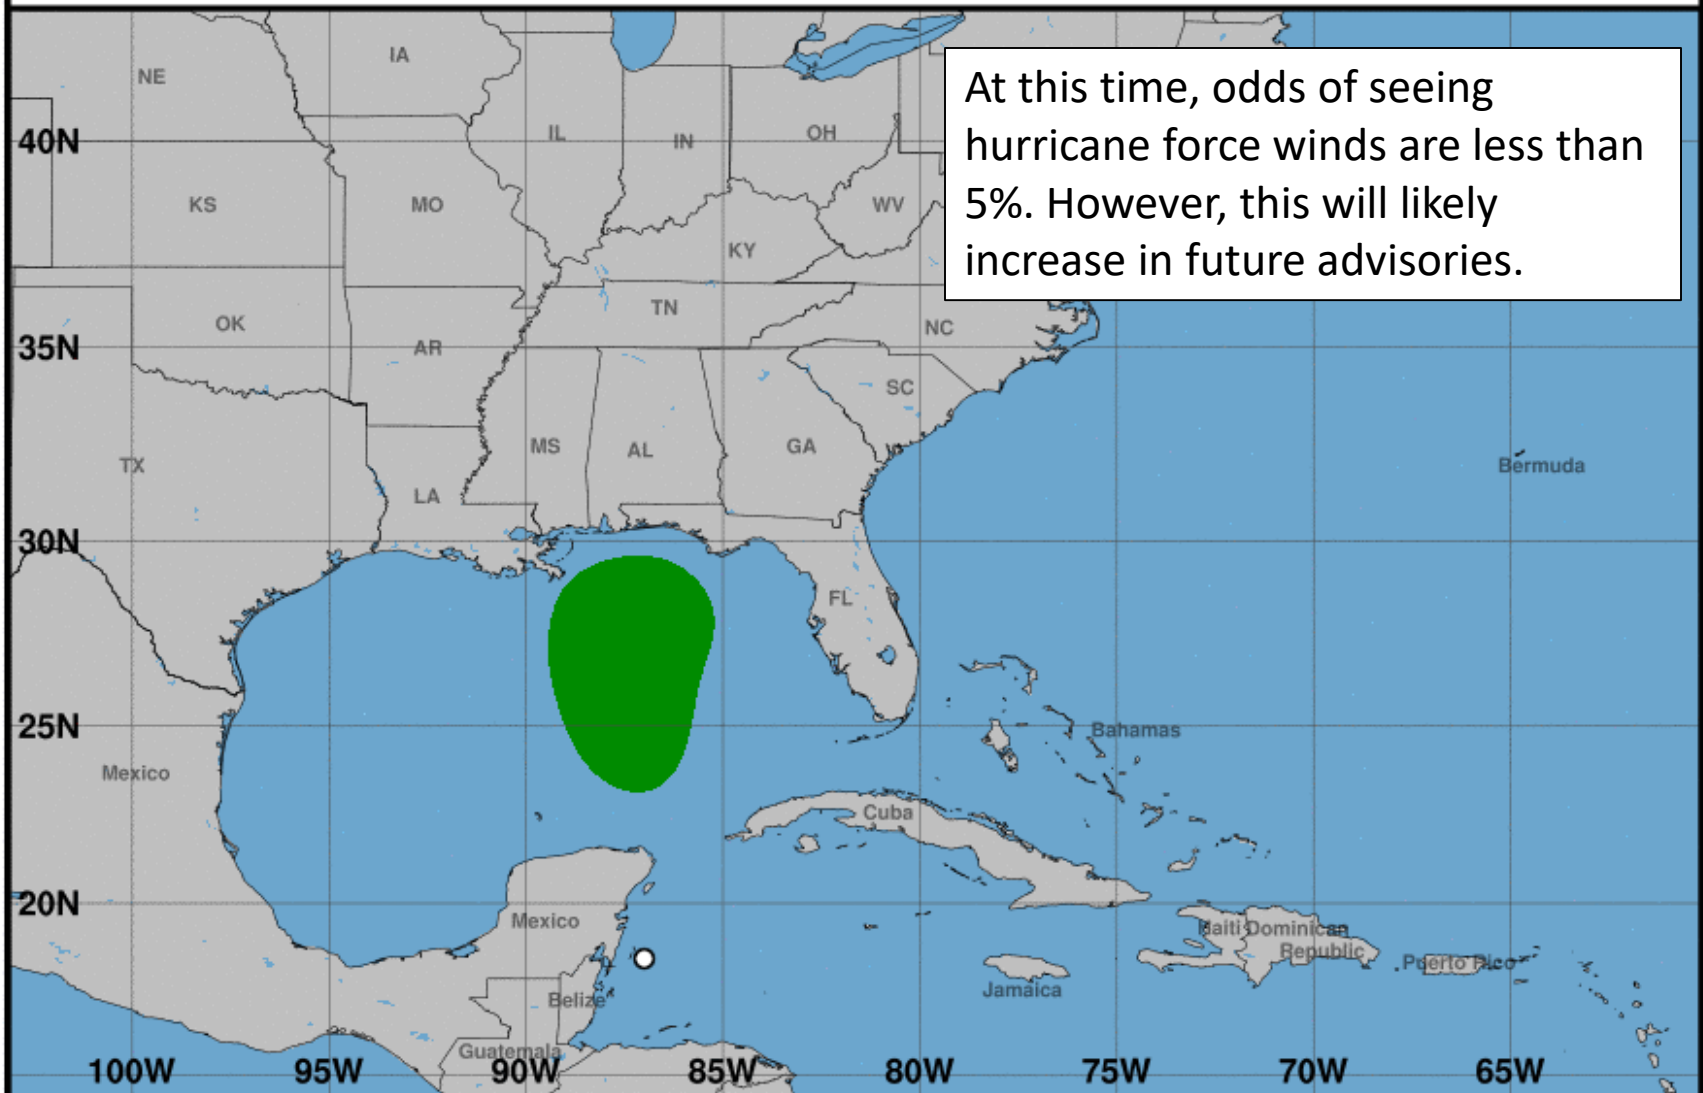 At this time, odds of seeing
hurricane force winds are less than
5%. However, this will likely
increase in future advisories.
NE
IA
IL
IN
OH
40N
KS
MO
WV
KY
OK
TN
NC
35N
AR
SC
MS
AL
GA
TX
Bermuda
LA
30N
FL
25N
Bahamas
Mexico
Cuba
20N
Mexico
Haiti
Dominican
Republic
Puerto Rico
Jamaica
Belize
Guatemala
100W
95W
90W
85W
80W
75W
70W
65W